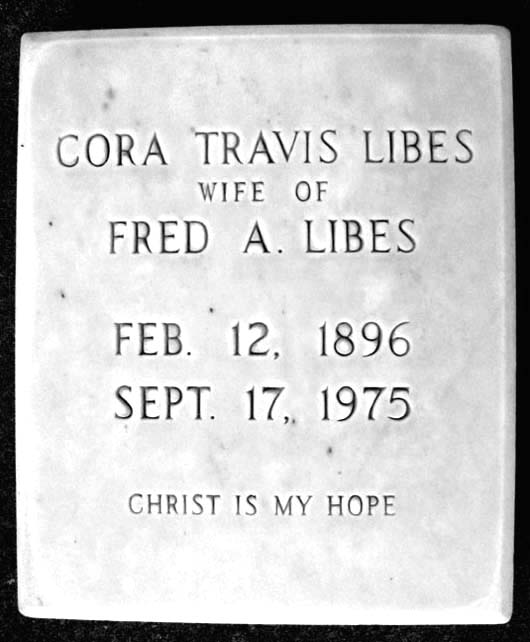 CORA TRAVIS LIBES
WIFE OF
FRED A. LIBES
FEB. 12, 1896
SEPT. 17, 1975
CHRIST IS MY HOPE